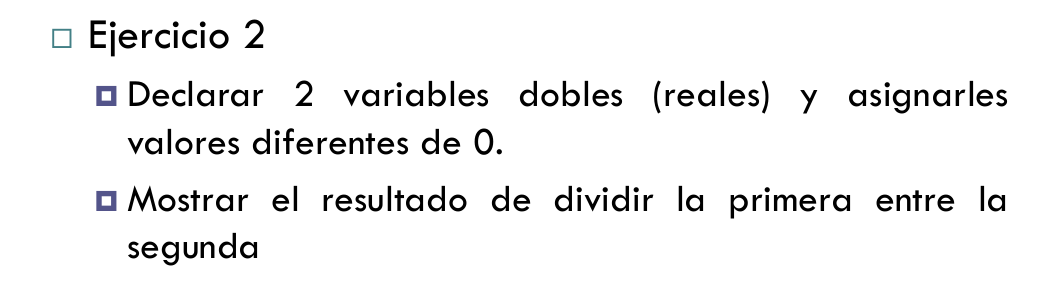 Ejercicio 2
Declarar 2 variables dobles (reales) y asignarles
valores diferentes de 0.
Mostrar el resultado de dividir la primera entre la
segunda